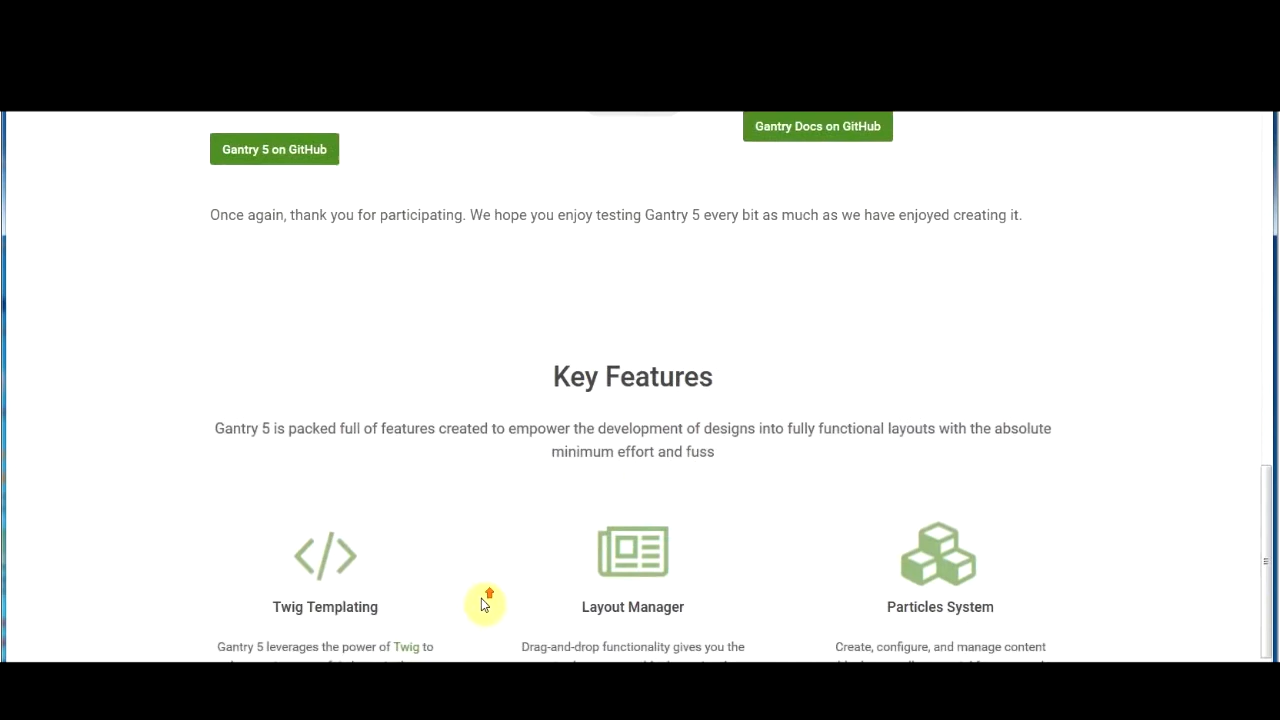 Gantry Docs on GitHub
Gantry 5 on GitHub
Once again, thank you for participating. We hope you enjoy testing Gantry 5 every bit as much as we have enjoyed creating it.
Key Features
Gantry 5 is packed full of features created to empower the development of designs into fully functional layouts with the absolute
minimum effort and fuss
Twig Templating
Layout Manager
Particles System
Gantry 5 leverages the power of Twig to
Drag-and-drop functionality gives you the
Create, configure, and manage content